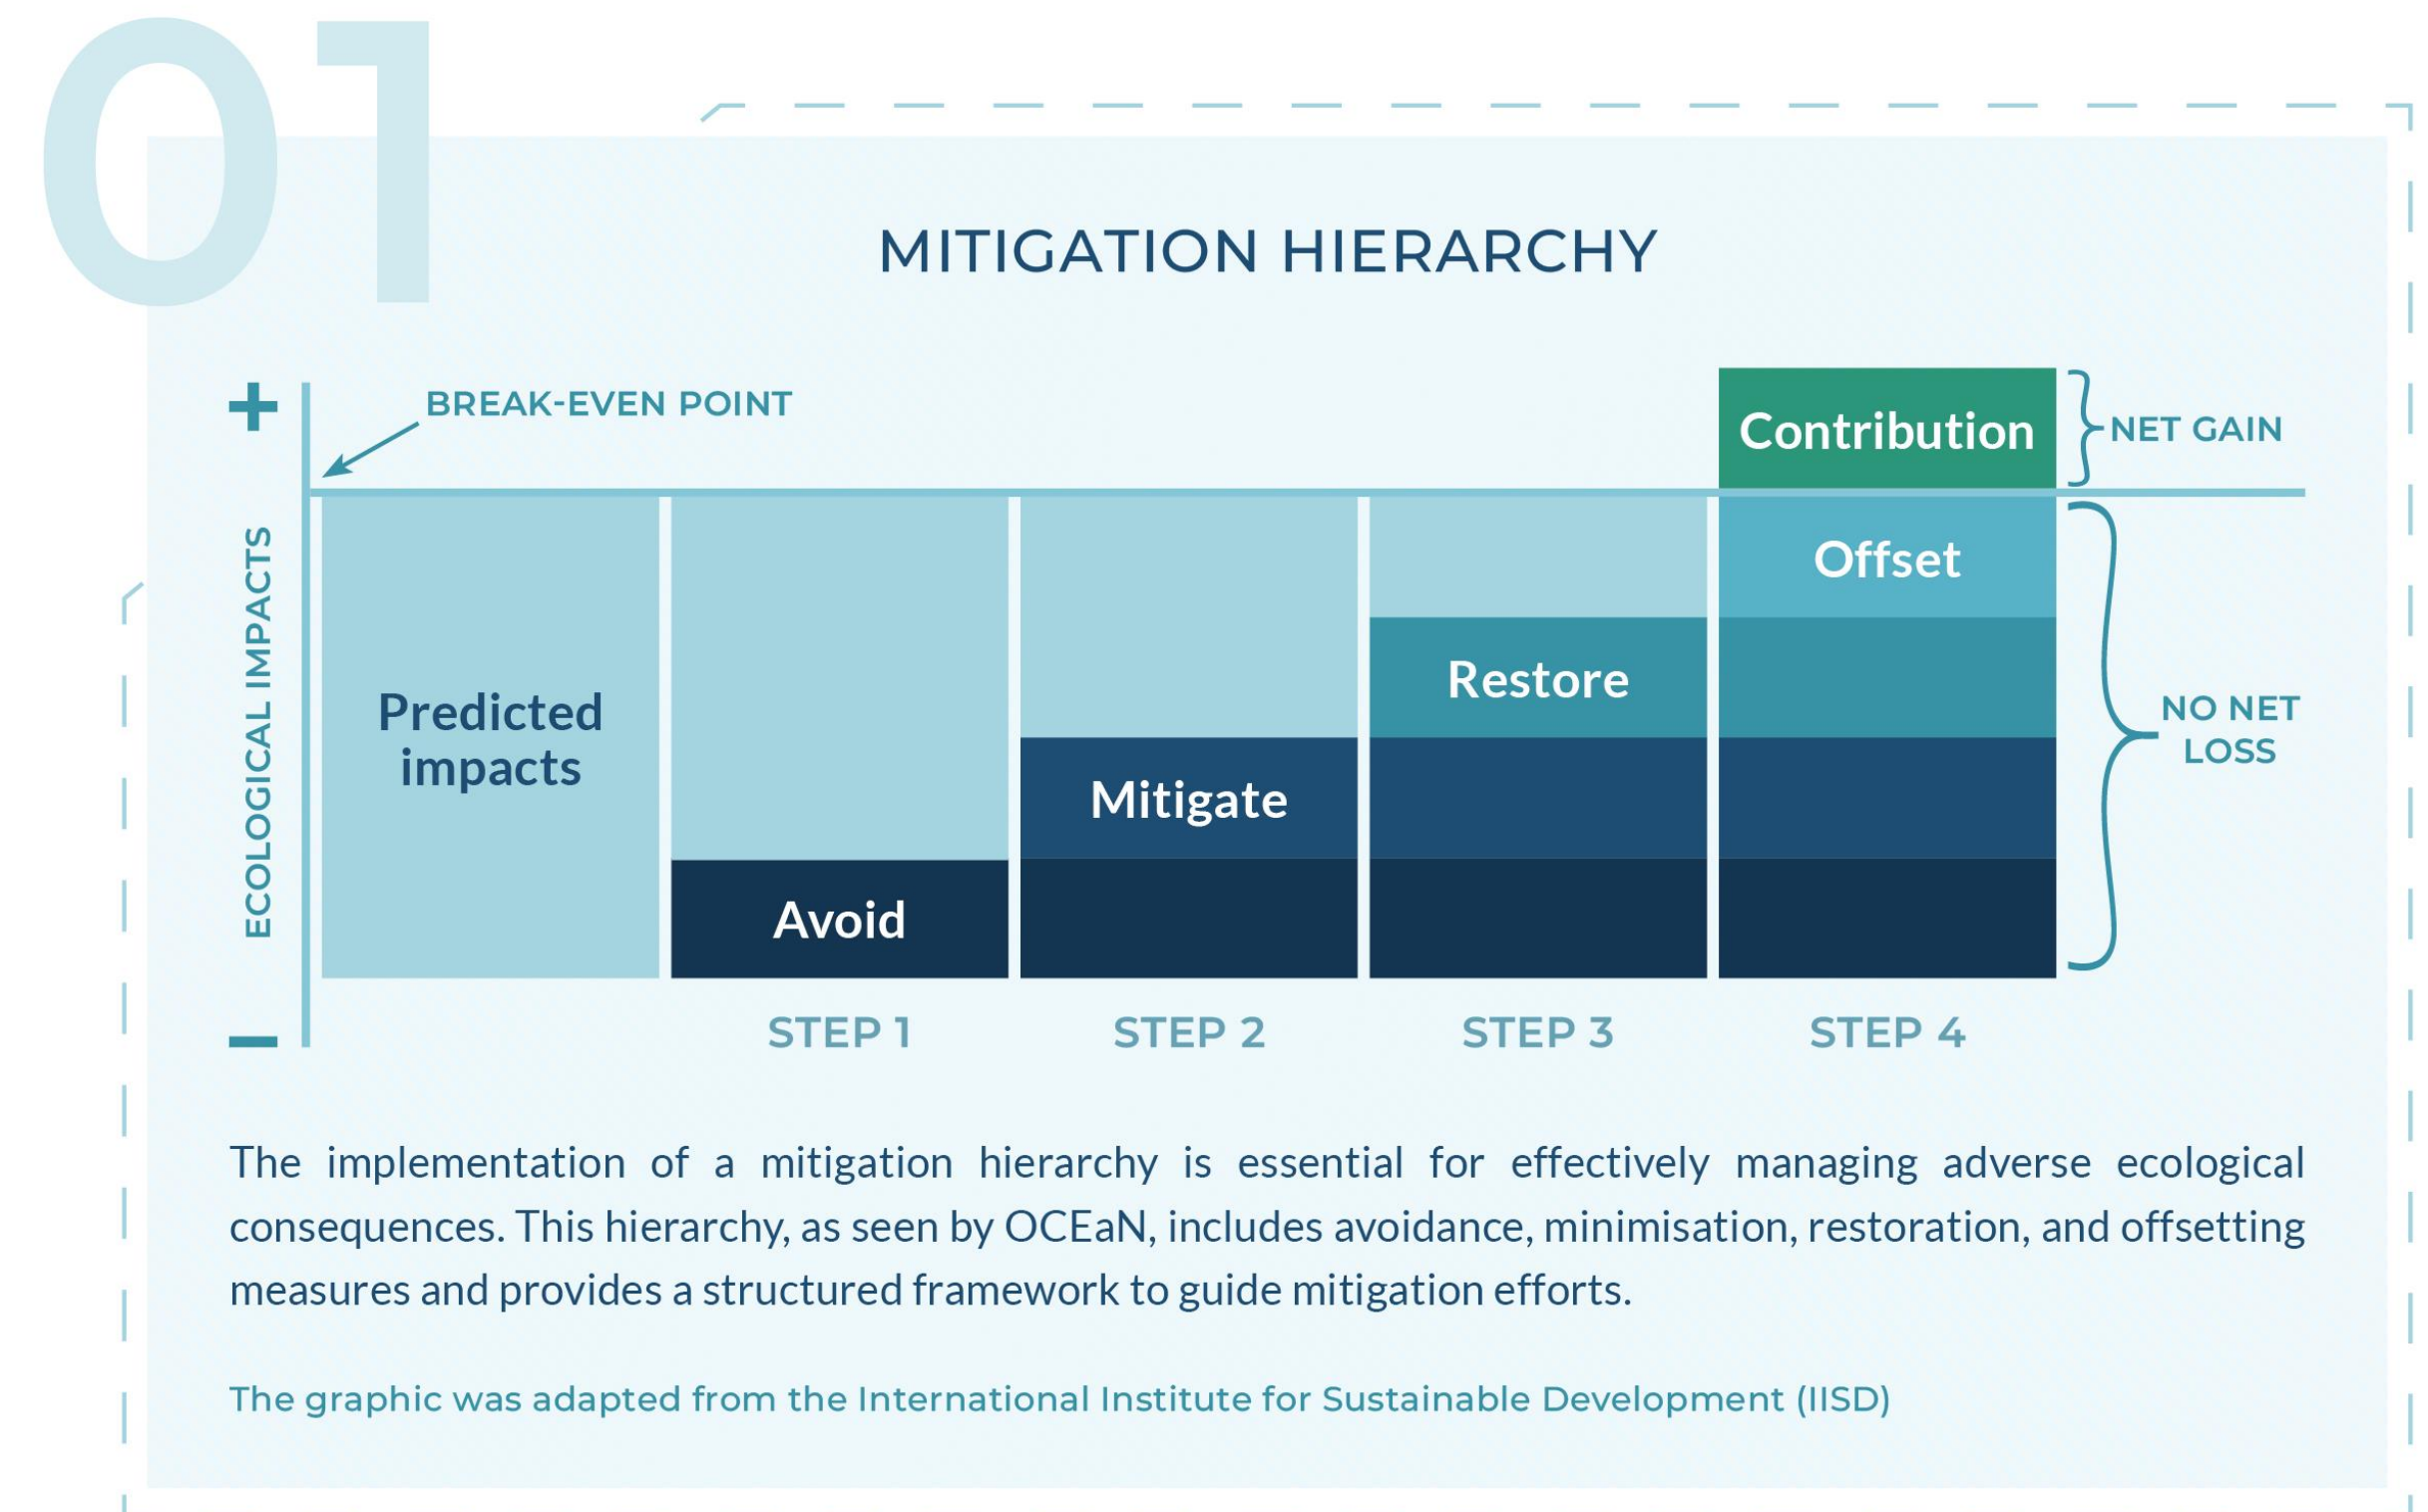 01
MITIGATION HIERARCHY
+
BREAK-EVEN POINT
Contribution
NET GAIN
ECOLOGICAL IMPACTS
Offset
Predicted
impacts
Restore
NO NET
LOSS
Mitigate
Avoid
–
STEP 1
STEP 2
STEP 3
STEP 4
The implementation of a mitigation hierarchy is essential for effectively managing adverse ecological
consequences. This hierarchy, as seen by OCEaN, includes avoidance, minimisation, restoration, and offsetting
measures and provides a structured framework to guide mitigation efforts.
The graphic was adapted from the International Institute for Sustainable Development (IISD)